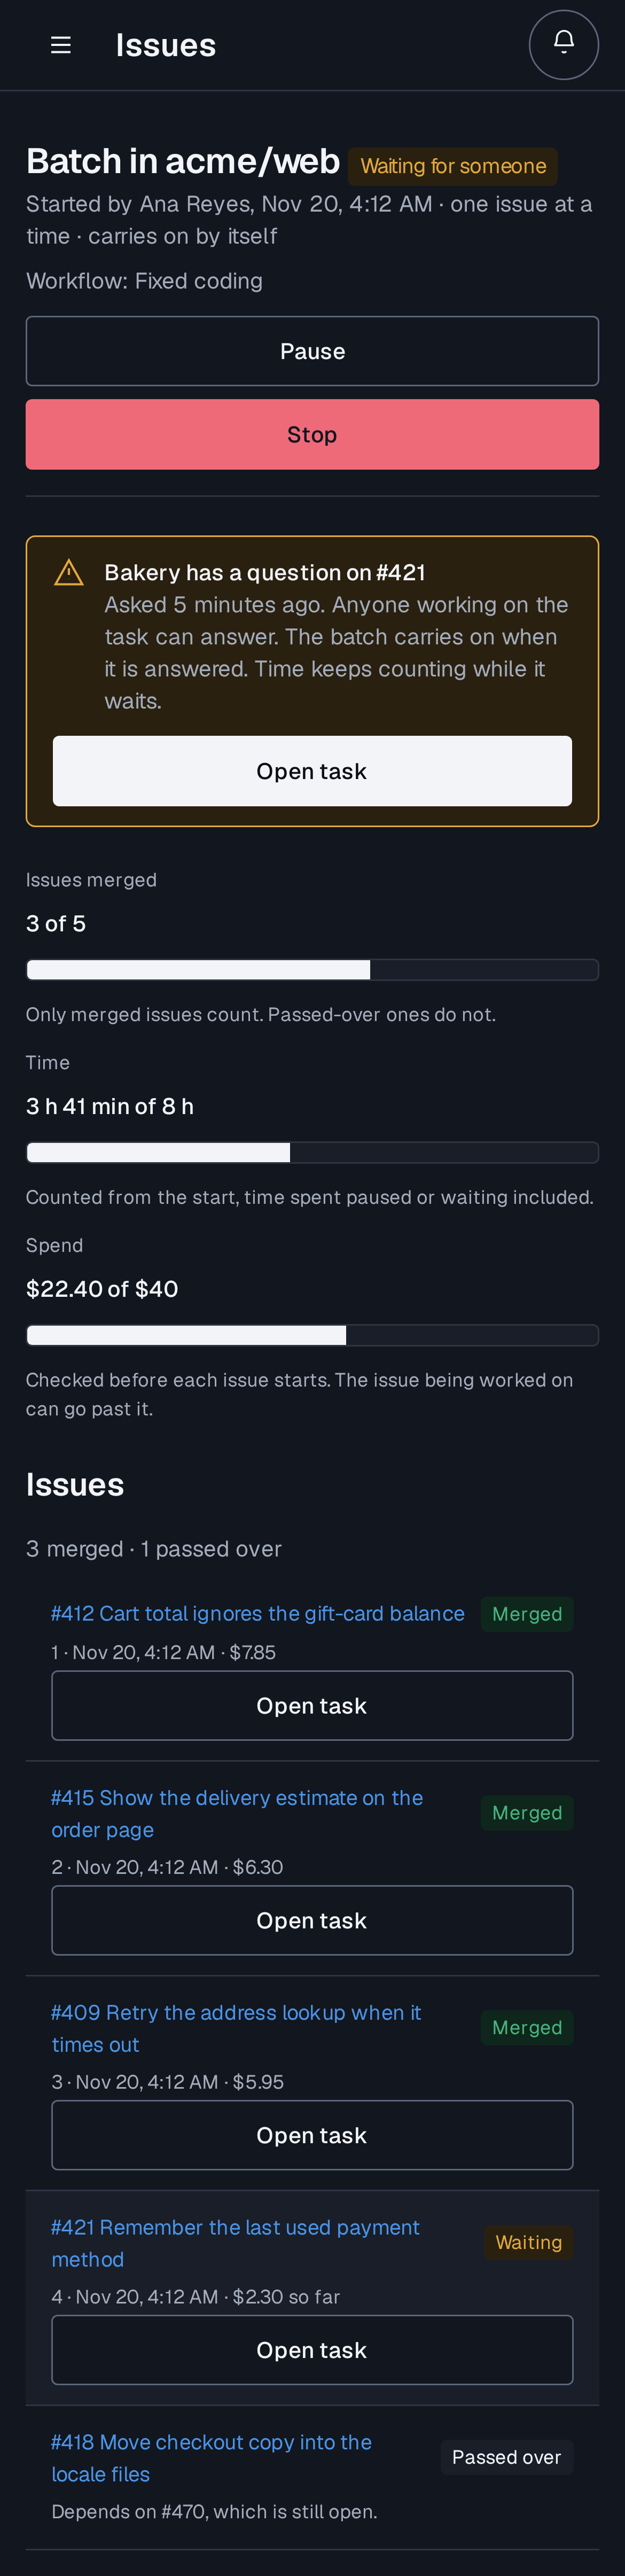 Issues
Batch in acme/web
Waiting for someone
Started by Ana Reyes, Nov 20, 4:12 AM · one issue at a
time · carries on by itself
Workflow: Fixed coding
Pause
Stop
Bakery has a question on #421
Asked 5 minutes ago. Anyone working on the
task can answer. The batch carries on when
it is answered. Time keeps counting while it
waits.
Open task
Issues merged
3 of 5
Only merged issues count. Passed-over ones do not.
Time
3 h 41 min of 8 h
Counted from the start, time spent paused or waiting included.
Spend
$22.40 of $40
Checked before each issue starts. The issue being worked on
can go past it.
Issues
3 merged · 1 passed over
#412 Cart total ignores the gift-card balance
Merged
1 · Nov 20, 4:12 AM · $7.85
Open task
#415 Show the delivery estimate on the
order page
Merged
2 · Nov 20, 4:12 AM · $6.30
Open task
#409 Retry the address lookup when it
times out
Merged
3 · Nov 20, 4:12 AM · $5.95
Open task
#421 Remember the last used payment
method
Waiting
4 · Nov 20, 4:12 AM · $2.30 so far
Open task
#418 Move checkout copy into the
locale files
Passed over
Depends on #470, which is still open.